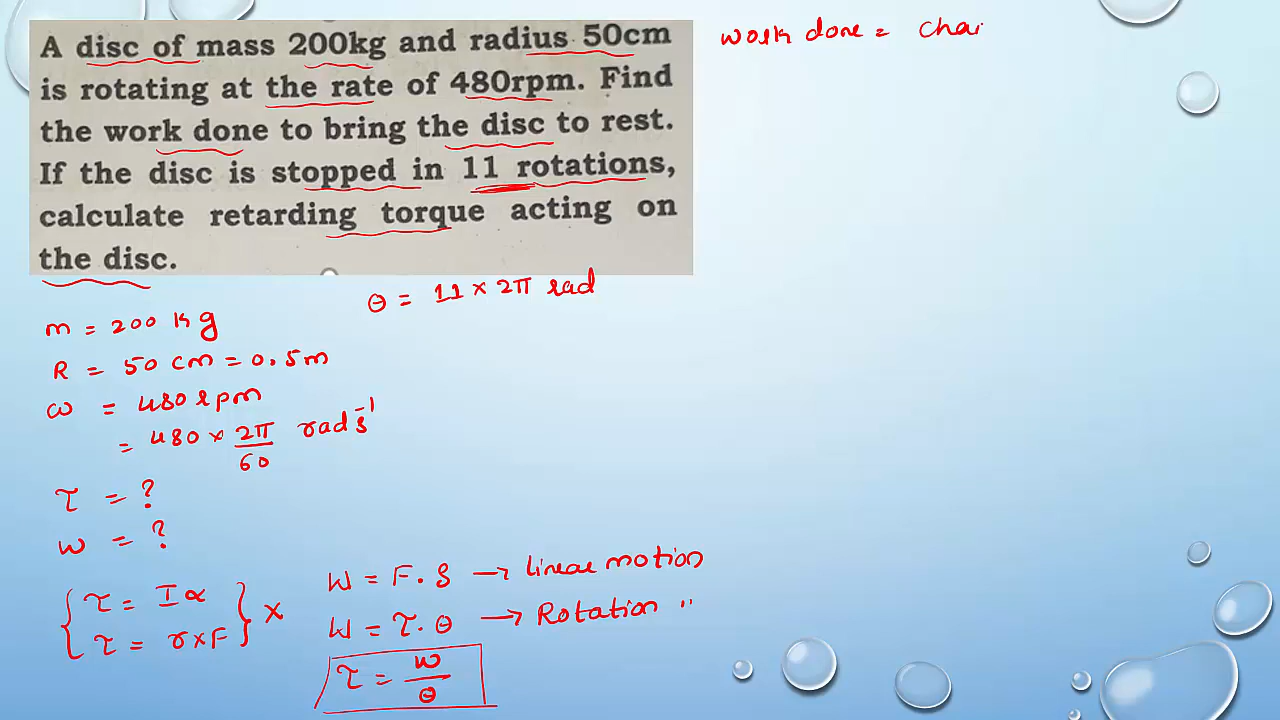 A disc of mass 200kg and radius 50cm
is rotating at the rate of 480rpm. Find
the work done to bring the disc to rest.
If the disc is stopped in 11 rotations,
calculate retarding torque acting on
the disc.
θ = 11 × 2π rad
m = 200 kg
R = 50 cm = 0.5m
ω = 480 rpm
= 480 × 2π/60 rad s⁻¹
τ = ?
W = ?
{ τ = Iα
τ = r×F } ×
W = F. S → Linear motion
W = τ. θ → Rotation "
τ = W/θ
work done = chai